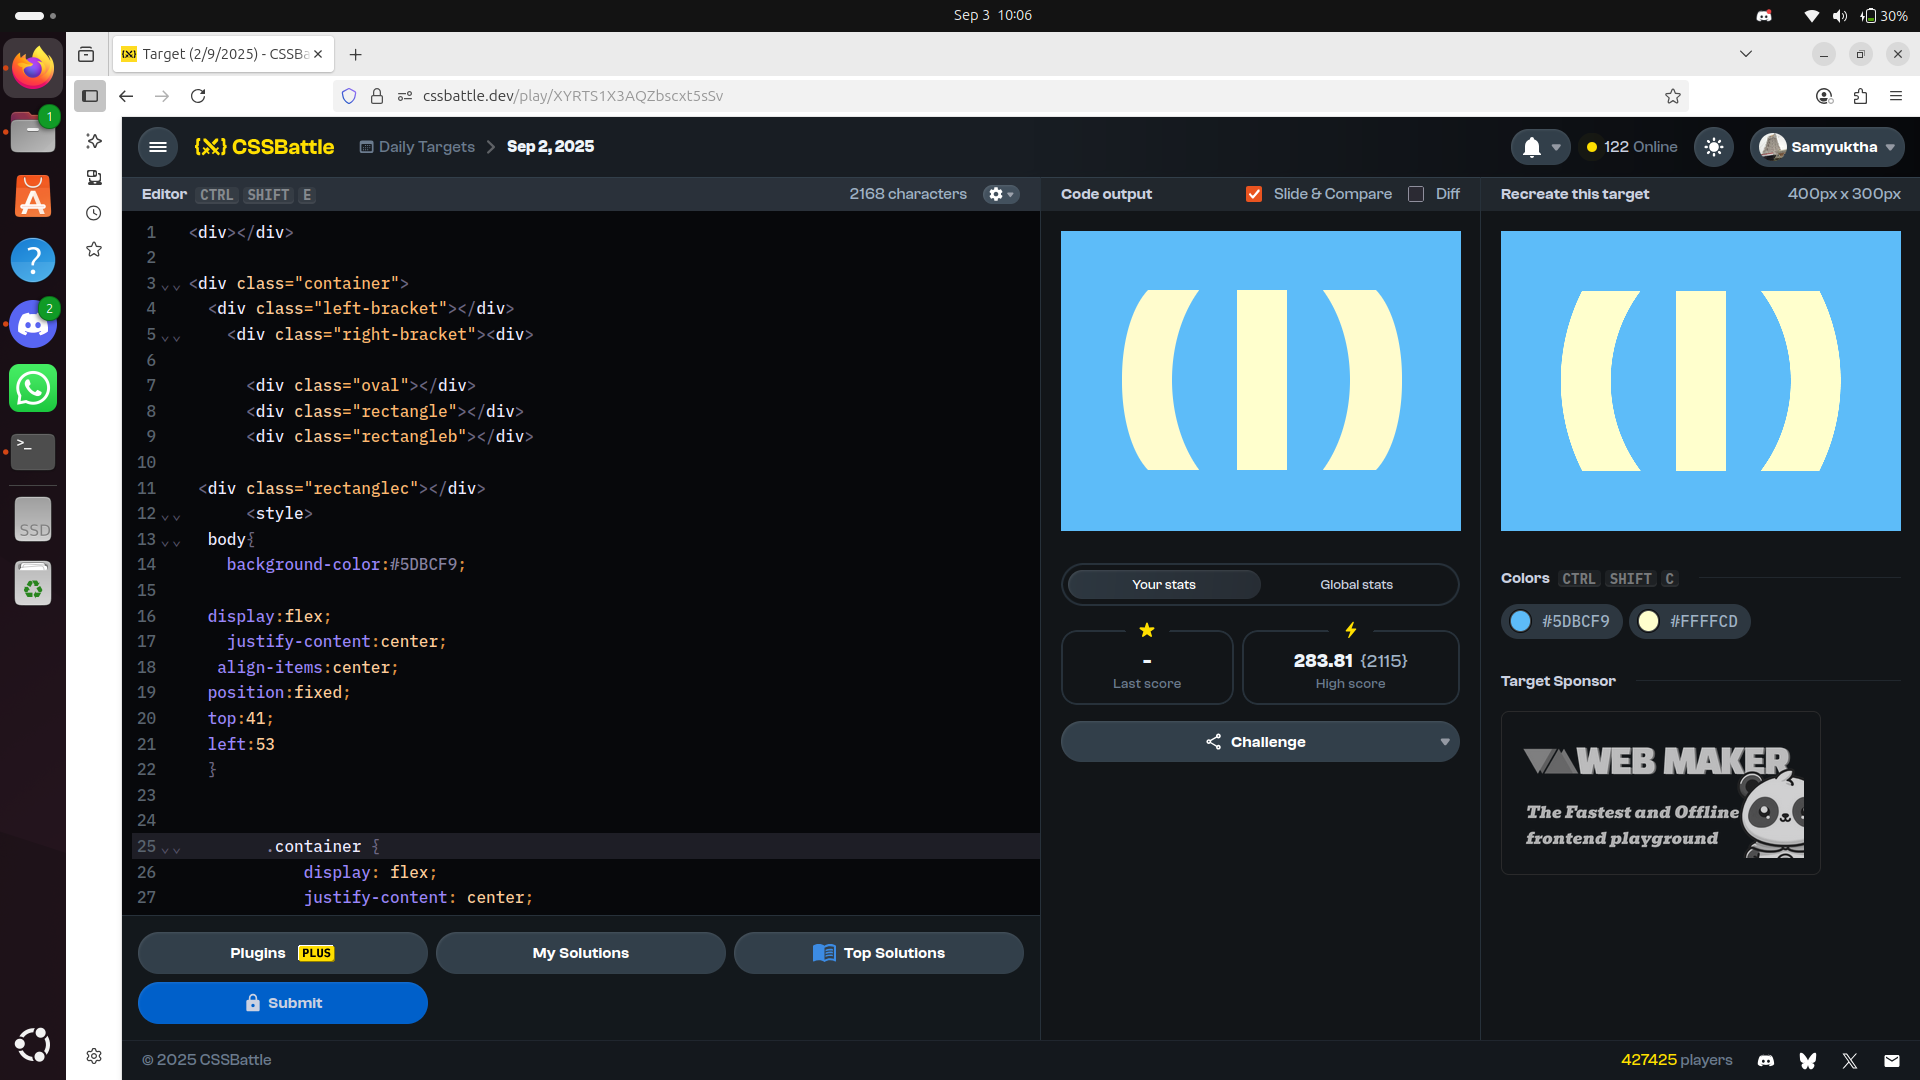 Sep 3 10:06
30%
Target (2/9/2025) - CSSBa
cssbattle.dev/play/XYRTS1X3AQZbscxt5sSv
1
2
>_
SSD
CSSBattle
Daily Targets
Sep 2, 2025
122 Online
Samyuktha
Editor CTRL SHIFT E
2168 characters
Code output
Slide & Compare
Diff
Recreate this target
400px x 300px
1 <div></div>
2
3 <div class="container">
4 <div class="left-bracket"></div>
5 <div class="right-bracket"><div>
6
7 <div class="oval"></div>
8 <div class="rectangle"></div>
9 <div class="rectangleb"></div>
10
11 <div class="rectanglec"></div>
12 <style>
13 body{
14 background-color:#5DBCF9;
15
16 display:flex;
17 justify-content:center;
18 align-items:center;
19 position:fixed;
20 top:41;
21 left:53
22 }
23
24
25 .container {
26 display: flex;
27 justify-content: center;
Your stats
Global stats
-
Last score
283.81 {2115}
High score
Challenge
Colors CTRL SHIFT C
#5DBCF9
#FFFFCD
Target Sponsor
WEB MAKER
The Fastest and Offline
frontend playground
Plugins PLUS
My Solutions
Top Solutions
Submit
© 2025 CSSBattle
427425 players